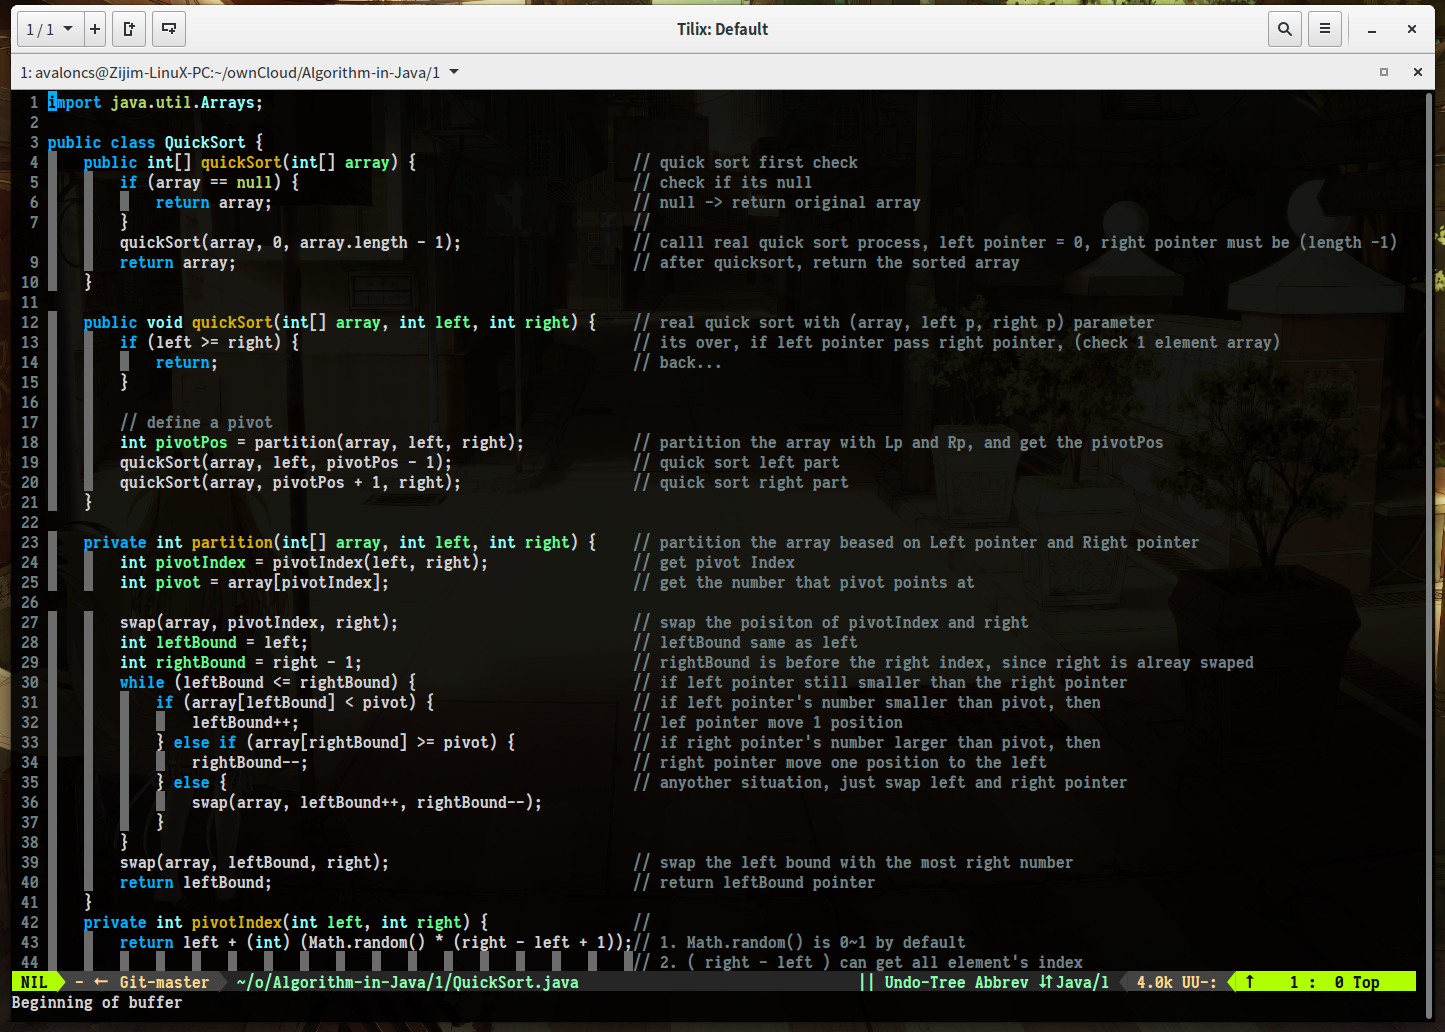 1 / 1
Tilix: Default
1: avaloncs@Zijim-LinuX-PC:~/ownCloud/Algorithm-in-Java/1
1 import java.util.Arrays;
2
3 public class QuickSort {
4     public int[] quickSort(int[] array) {                        // quick sort first check
5         if (array == null) {                                     // check if its null
6             return array;                                        // null -> return original array
7         }                                                        //
        quickSort(array, 0, array.length - 1);                   // calll real quick sort process, left pointer = 0, right pointer must be (length -1)
9         return array;                                            // after quicksort, return the sorted array
10     }
11
12     public void quickSort(int[] array, int left, int right) {    // real quick sort with (array, left p, right p) parameter
13         if (left >= right) {                                     // its over, if left pointer pass right pointer, (check 1 element array)
14             return;                                              // back...
15         }
16
17         // define a pivot
18         int pivotPos = partition(array, left, right);            // partition the array with Lp and Rp, and get the pivotPos
19         quickSort(array, left, pivotPos - 1);                    // quick sort left part
20         quickSort(array, pivotPos + 1, right);                   // quick sort right part
21     }
22
23     private int partition(int[] array, int left, int right) {    // partition the array beased on Left pointer and Right pointer
24         int pivotIndex = pivotIndex(left, right);                // get pivot Index
25         int pivot = array[pivotIndex];                           // get the number that pivot points at
26
27         swap(array, pivotIndex, right);                          // swap the poisiton of pivotIndex and right
28         int leftBound = left;                                    // leftBound same as left
29         int rightBound = right - 1;                              // rightBound is before the right index, since right is alreay swaped
30         while (leftBound <= rightBound) {                        // if left pointer still smaller than the right pointer
31             if (array[leftBound] < pivot) {                      // if left pointer's number smaller than pivot, then
32                 leftBound++;                                     // lef pointer move 1 position
33             } else if (array[rightBound] >= pivot) {             // if right pointer's number larger than pivot, then
34                 rightBound--;                                    // right pointer move one position to the left
35             } else {                                             // anyother situation, just swap left and right pointer
36                 swap(array, leftBound++, rightBound--);
37             }
38         }
39         swap(array, leftBound, right);                           // swap the left bound with the most right number
40         return leftBound;                                        // return leftBound pointer
41     }
42     private int pivotIndex(int left, int right) {                //
43         return left + (int) (Math.random() * (right - left + 1));// 1. Math.random() is 0~1 by default
44                                                                  // 2. ( right - left ) can get all element's index
NIL - ← Git-master ~/o/Algorithm-in-Java/1/QuickSort.java || Undo-Tree Abbrev ⇵Java/l 4.0k UU-: ↑ 1 : 0 Top
Beginning of buffer